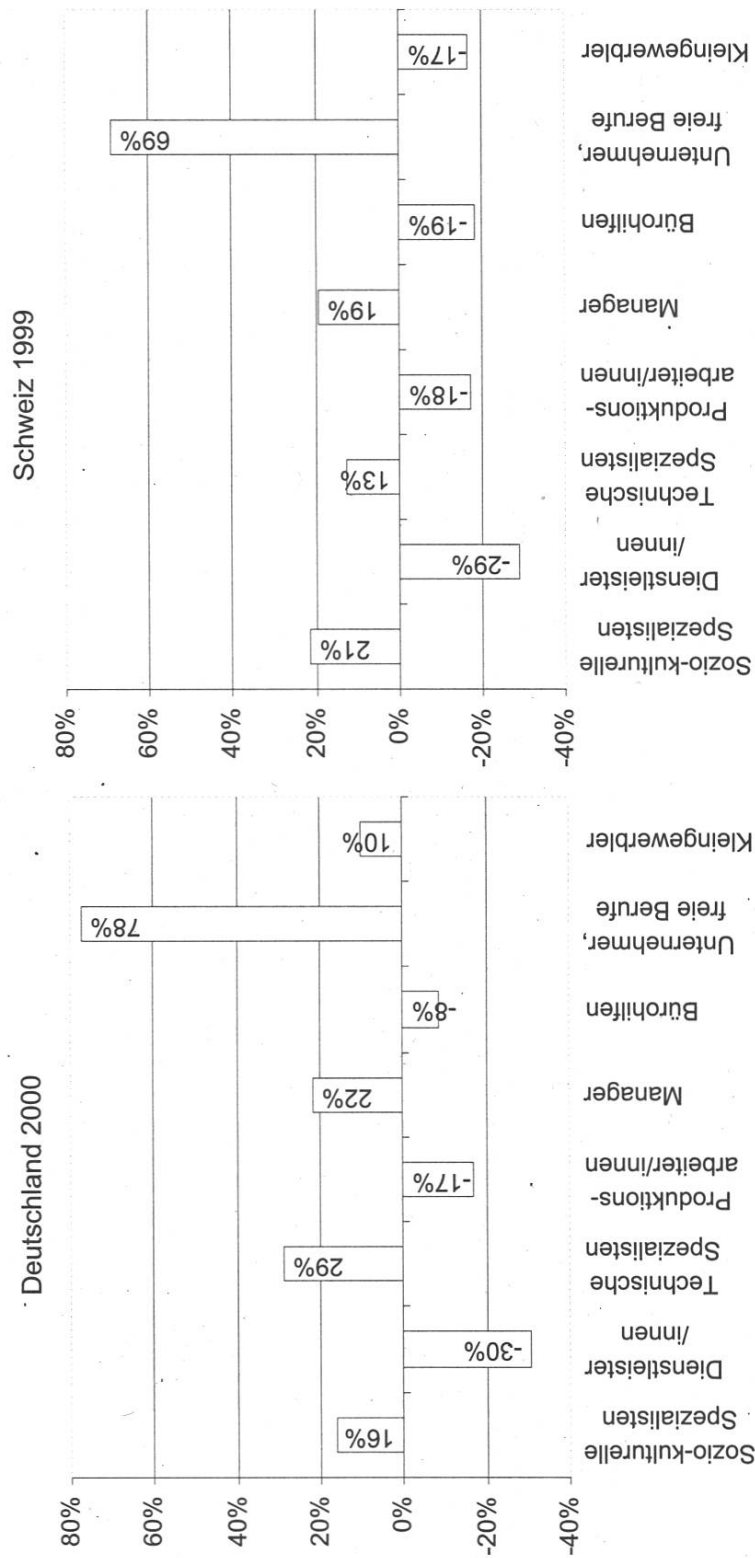 Deutschland 2000
80%
60%
40%
20%
0%
-20%
-40%
16%
-30%
29%
-17%
22%
-8%
78%
10%
Sozio-kulturelle
Spezialisten
Dienstleister
/innen
Technische
Spezialisten
Produktions-
arbeiter/innen
Manager
Bürohilfen
Unternehmer,
freie Berufe
Kleingewerbler
Schweiz 1999
80%
60%
40%
20%
0%
-20%
-40%
21%
-29%
13%
-18%
19%
-19%
69%
-17%
Sozio-kulturelle
Spezialisten
Dienstleister
/innen
Technische
Spezialisten
Produktions-
arbeiter/innen
Manager
Bürohilfen
Unternehmer,
freie Berufe
Kleingewerbler